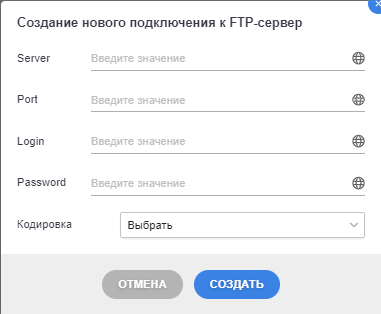 Создание нового подключения к FTP-сервер
Server Введите значение
Port Введите значение
Login Введите значение
Password Введите значение
Кодировка Выбрать
ОТМЕНА СОЗДАТЬ